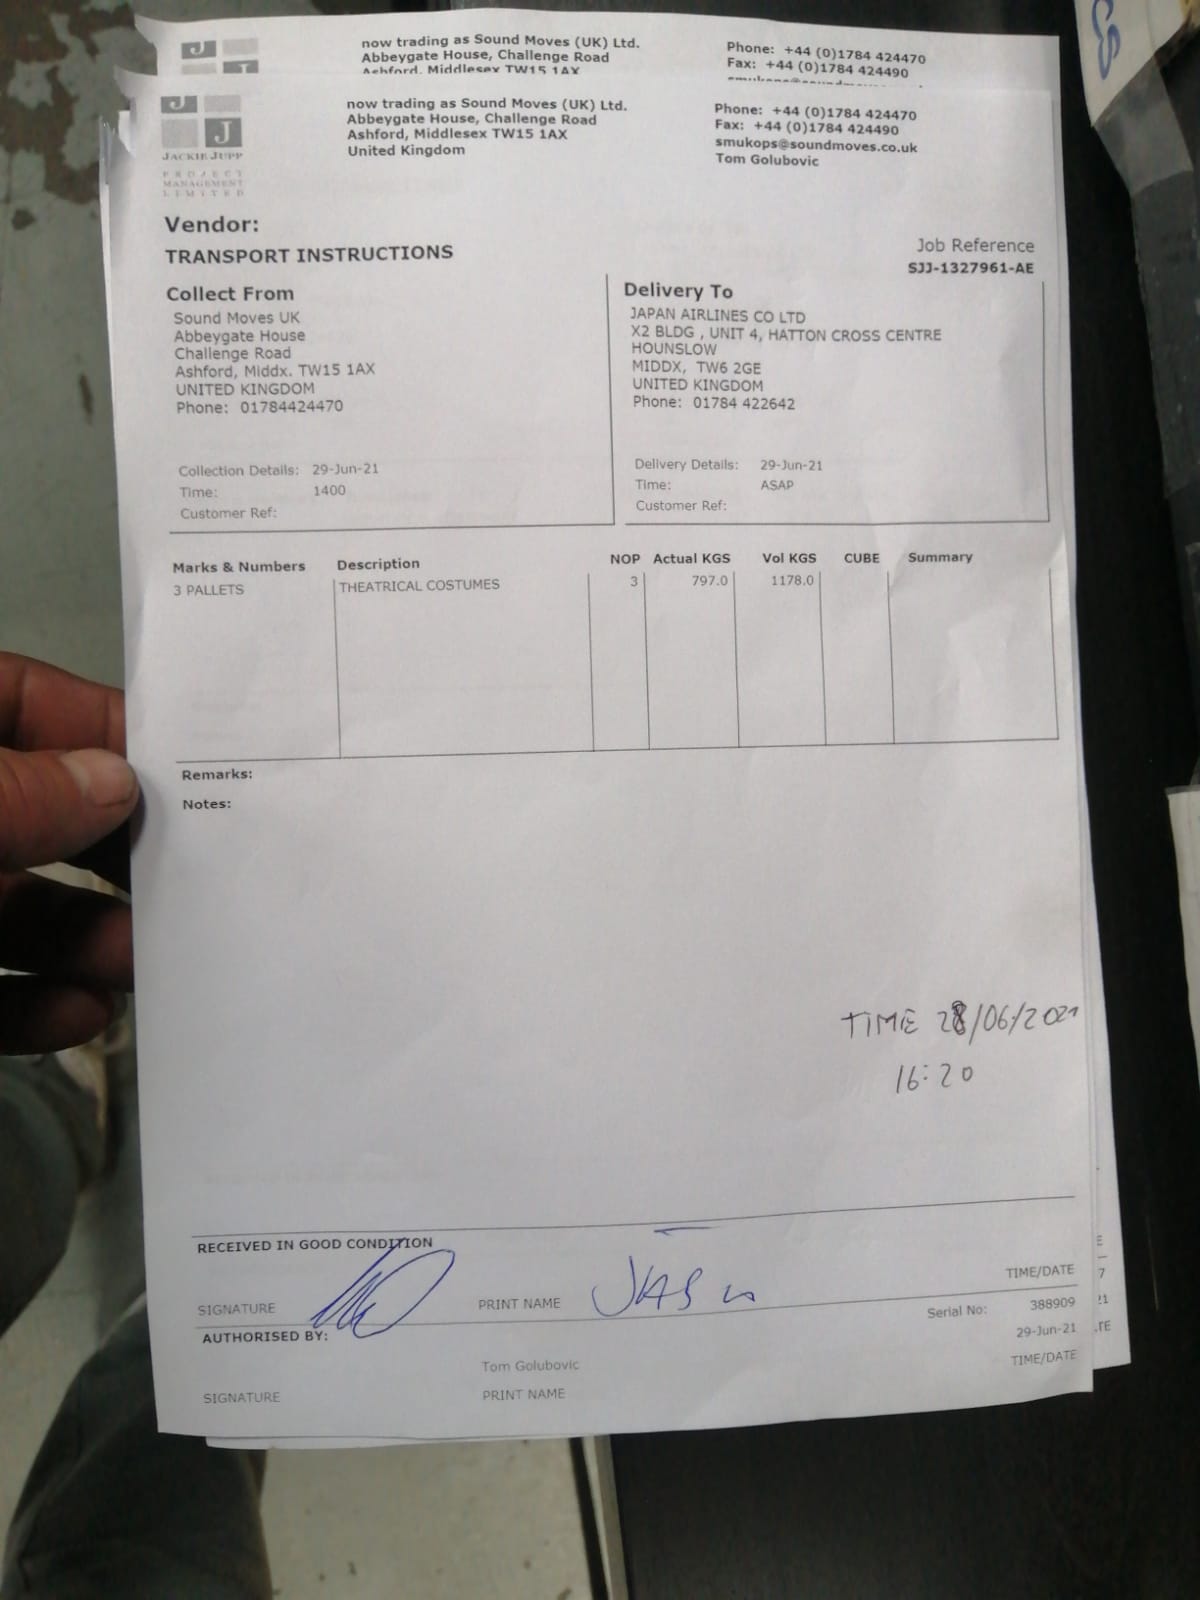 now trading as Sound Moves (UK) Ltd.
Abbeygate House, Challenge Road
Ashford, Middlesex TW15 1AX
Phone: +44 (0)1784 424470
Fax: +44 (0)1784 424490
J
J
JACKIE JUPP
PROJECT
MANAGEMENT
LIMITED
now trading as Sound Moves (UK) Ltd.
Abbeygate House, Challenge Road
Ashford, Middlesex TW15 1AX
United Kingdom
Phone: +44 (0)1784 424470
Fax: +44 (0)1784 424490
smukops@soundmoves.co.uk
Tom Golubovic
Vendor:
TRANSPORT INSTRUCTIONS
Job Reference
SJJ-1327961-AE
Collect From
Sound Moves UK
Abbeygate House
Challenge Road
Ashford, Middx. TW15 1AX
UNITED KINGDOM
Phone: 01784424470
Collection Details: 29-Jun-21
Time: 1400
Customer Ref:
Delivery To
JAPAN AIRLINES CO LTD
X2 BLDG , UNIT 4, HATTON CROSS CENTRE
HOUNSLOW
MIDDX, TW6 2GE
UNITED KINGDOM
Phone: 01784 422642
Delivery Details: 29-Jun-21
Time: ASAP
Customer Ref:
Marks & Numbers Description NOP Actual KGS Vol KGS CUBE Summary
3 PALLETS THEATRICAL COSTUMES 3 797.0 1178.0
Remarks:
Notes:
TIME /06/2021
16:20
RECEIVED IN GOOD CONDITION
SIGNATURE PRINT NAME TIME/DATE
AUTHORISED BY: Serial No: 388909
29-Jun-21
Tom Golubovic
SIGNATURE PRINT NAME TIME/DATE